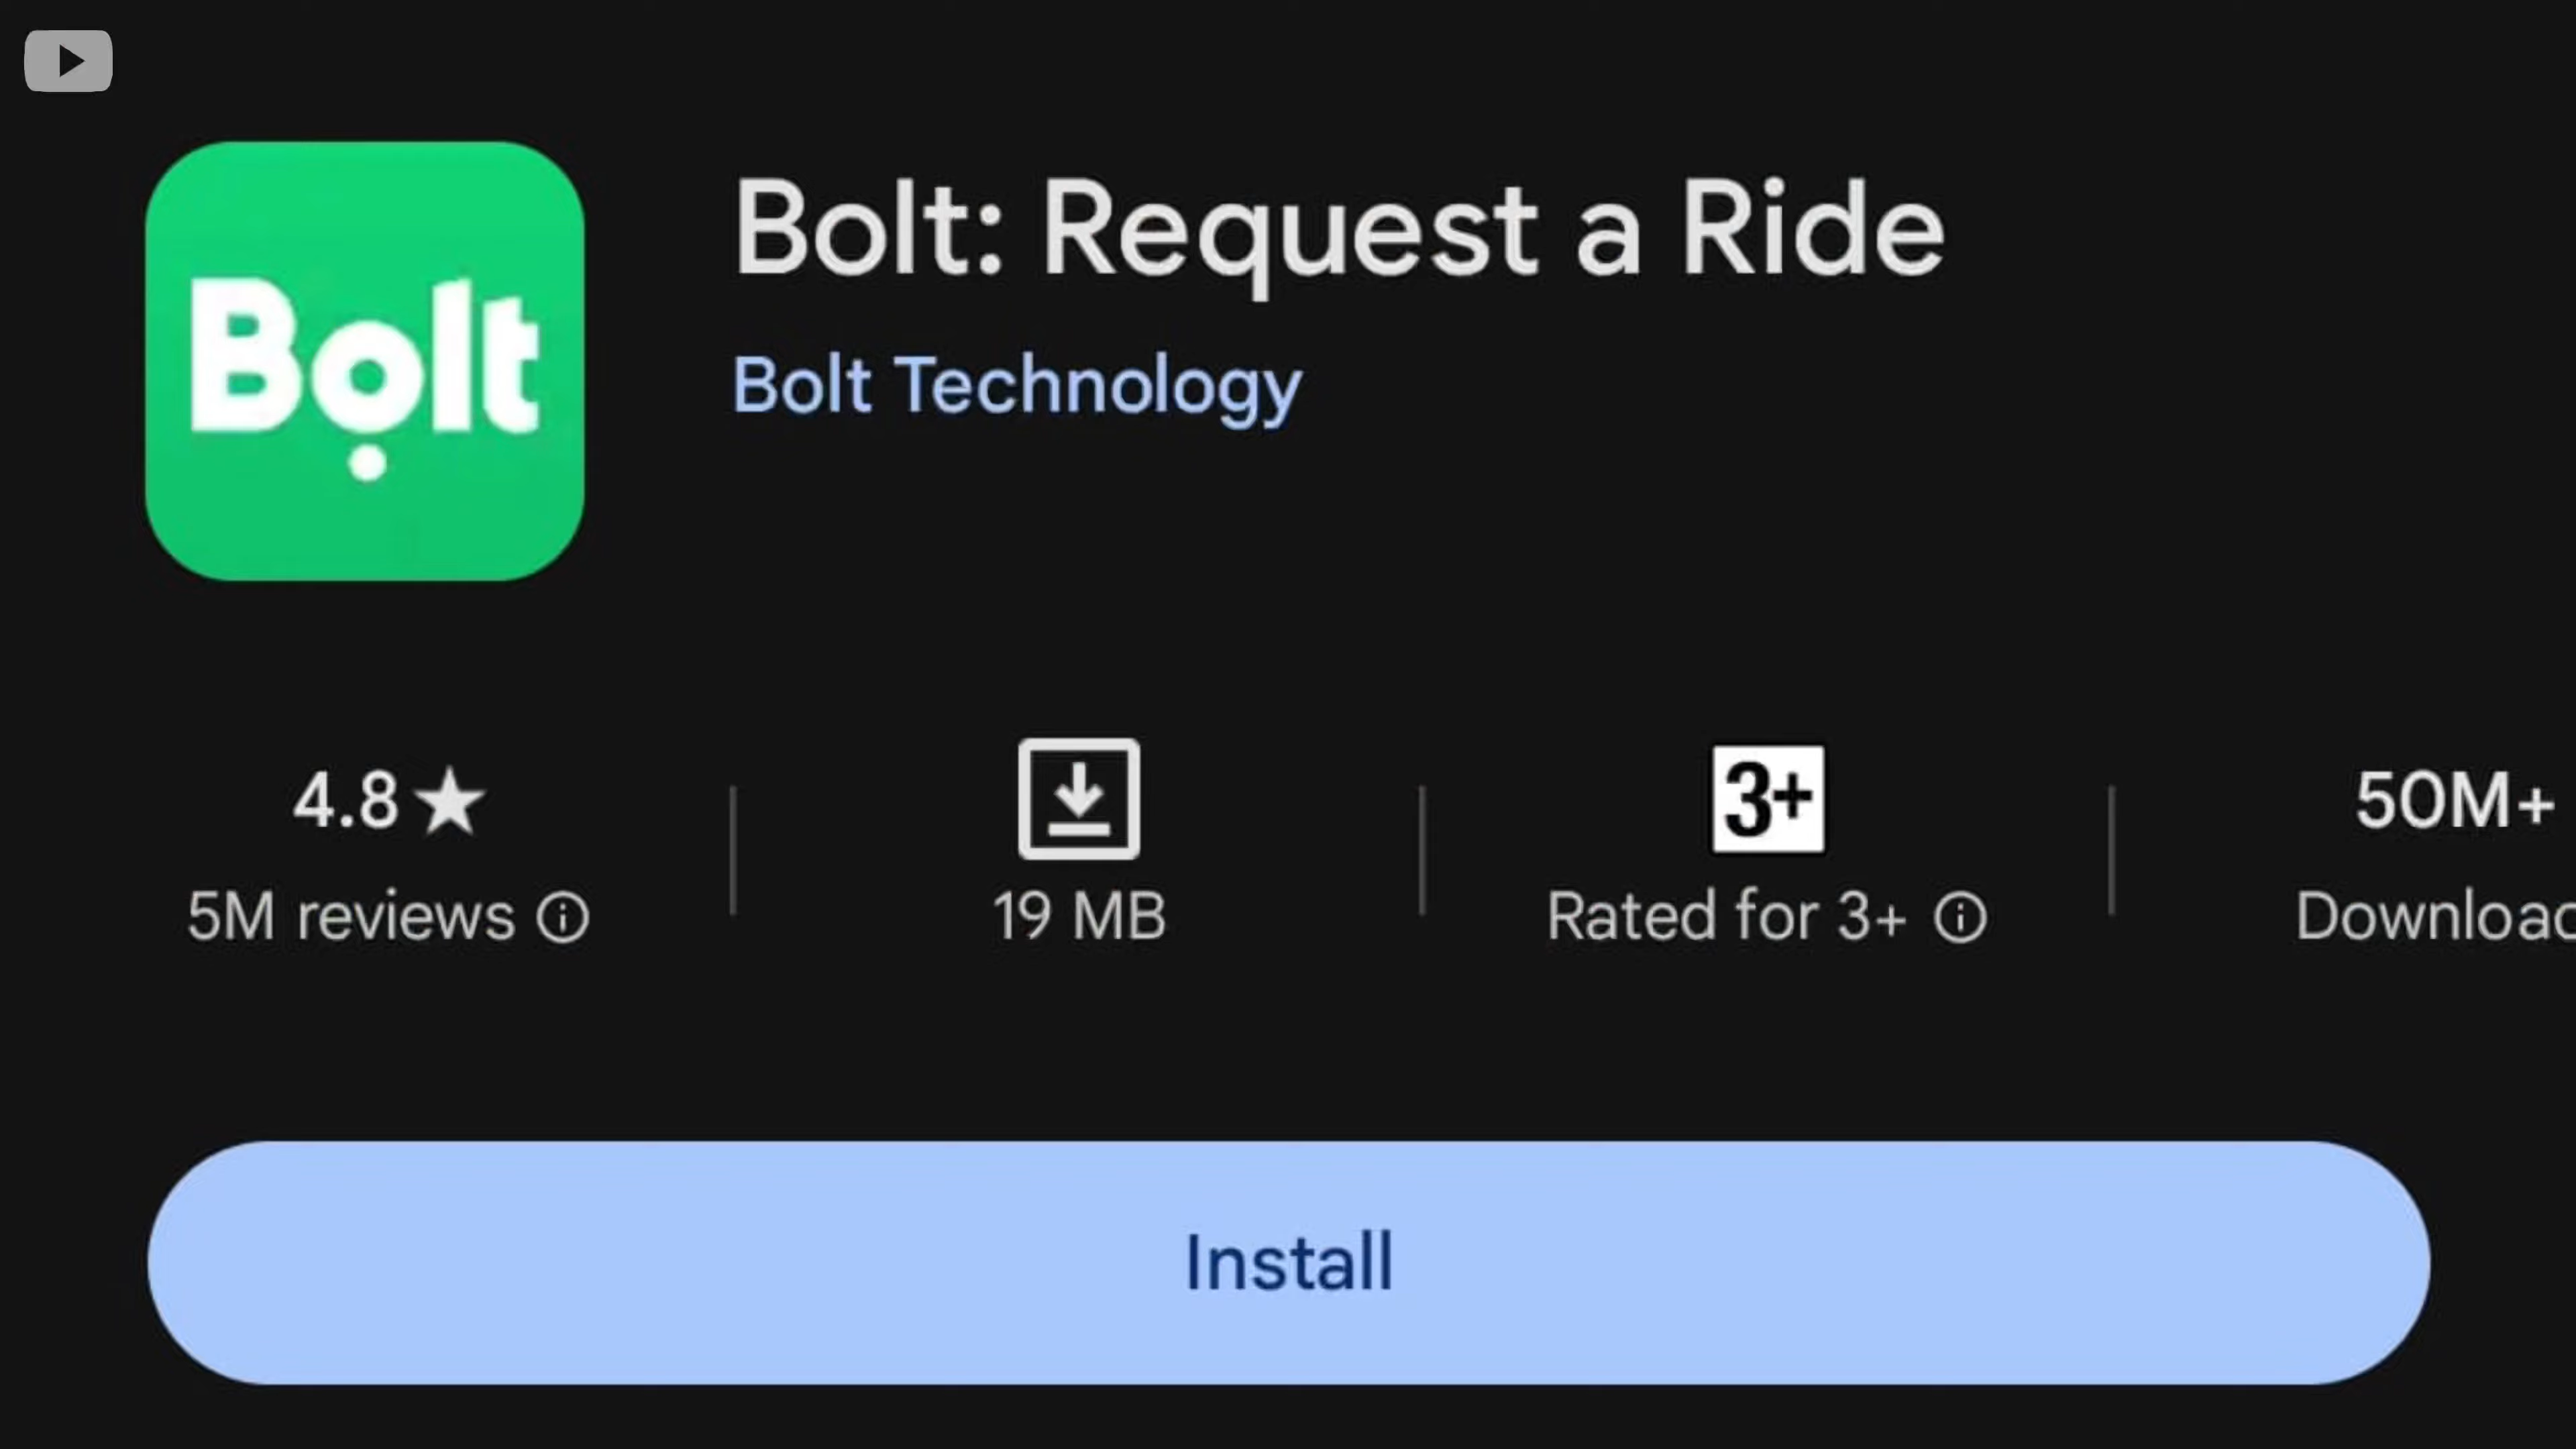 Bolt
Bolt: Request a Ride
Bolt Technology
4.8★
5M reviews
19 MB
3+
Rated for 3+
50M+
Install